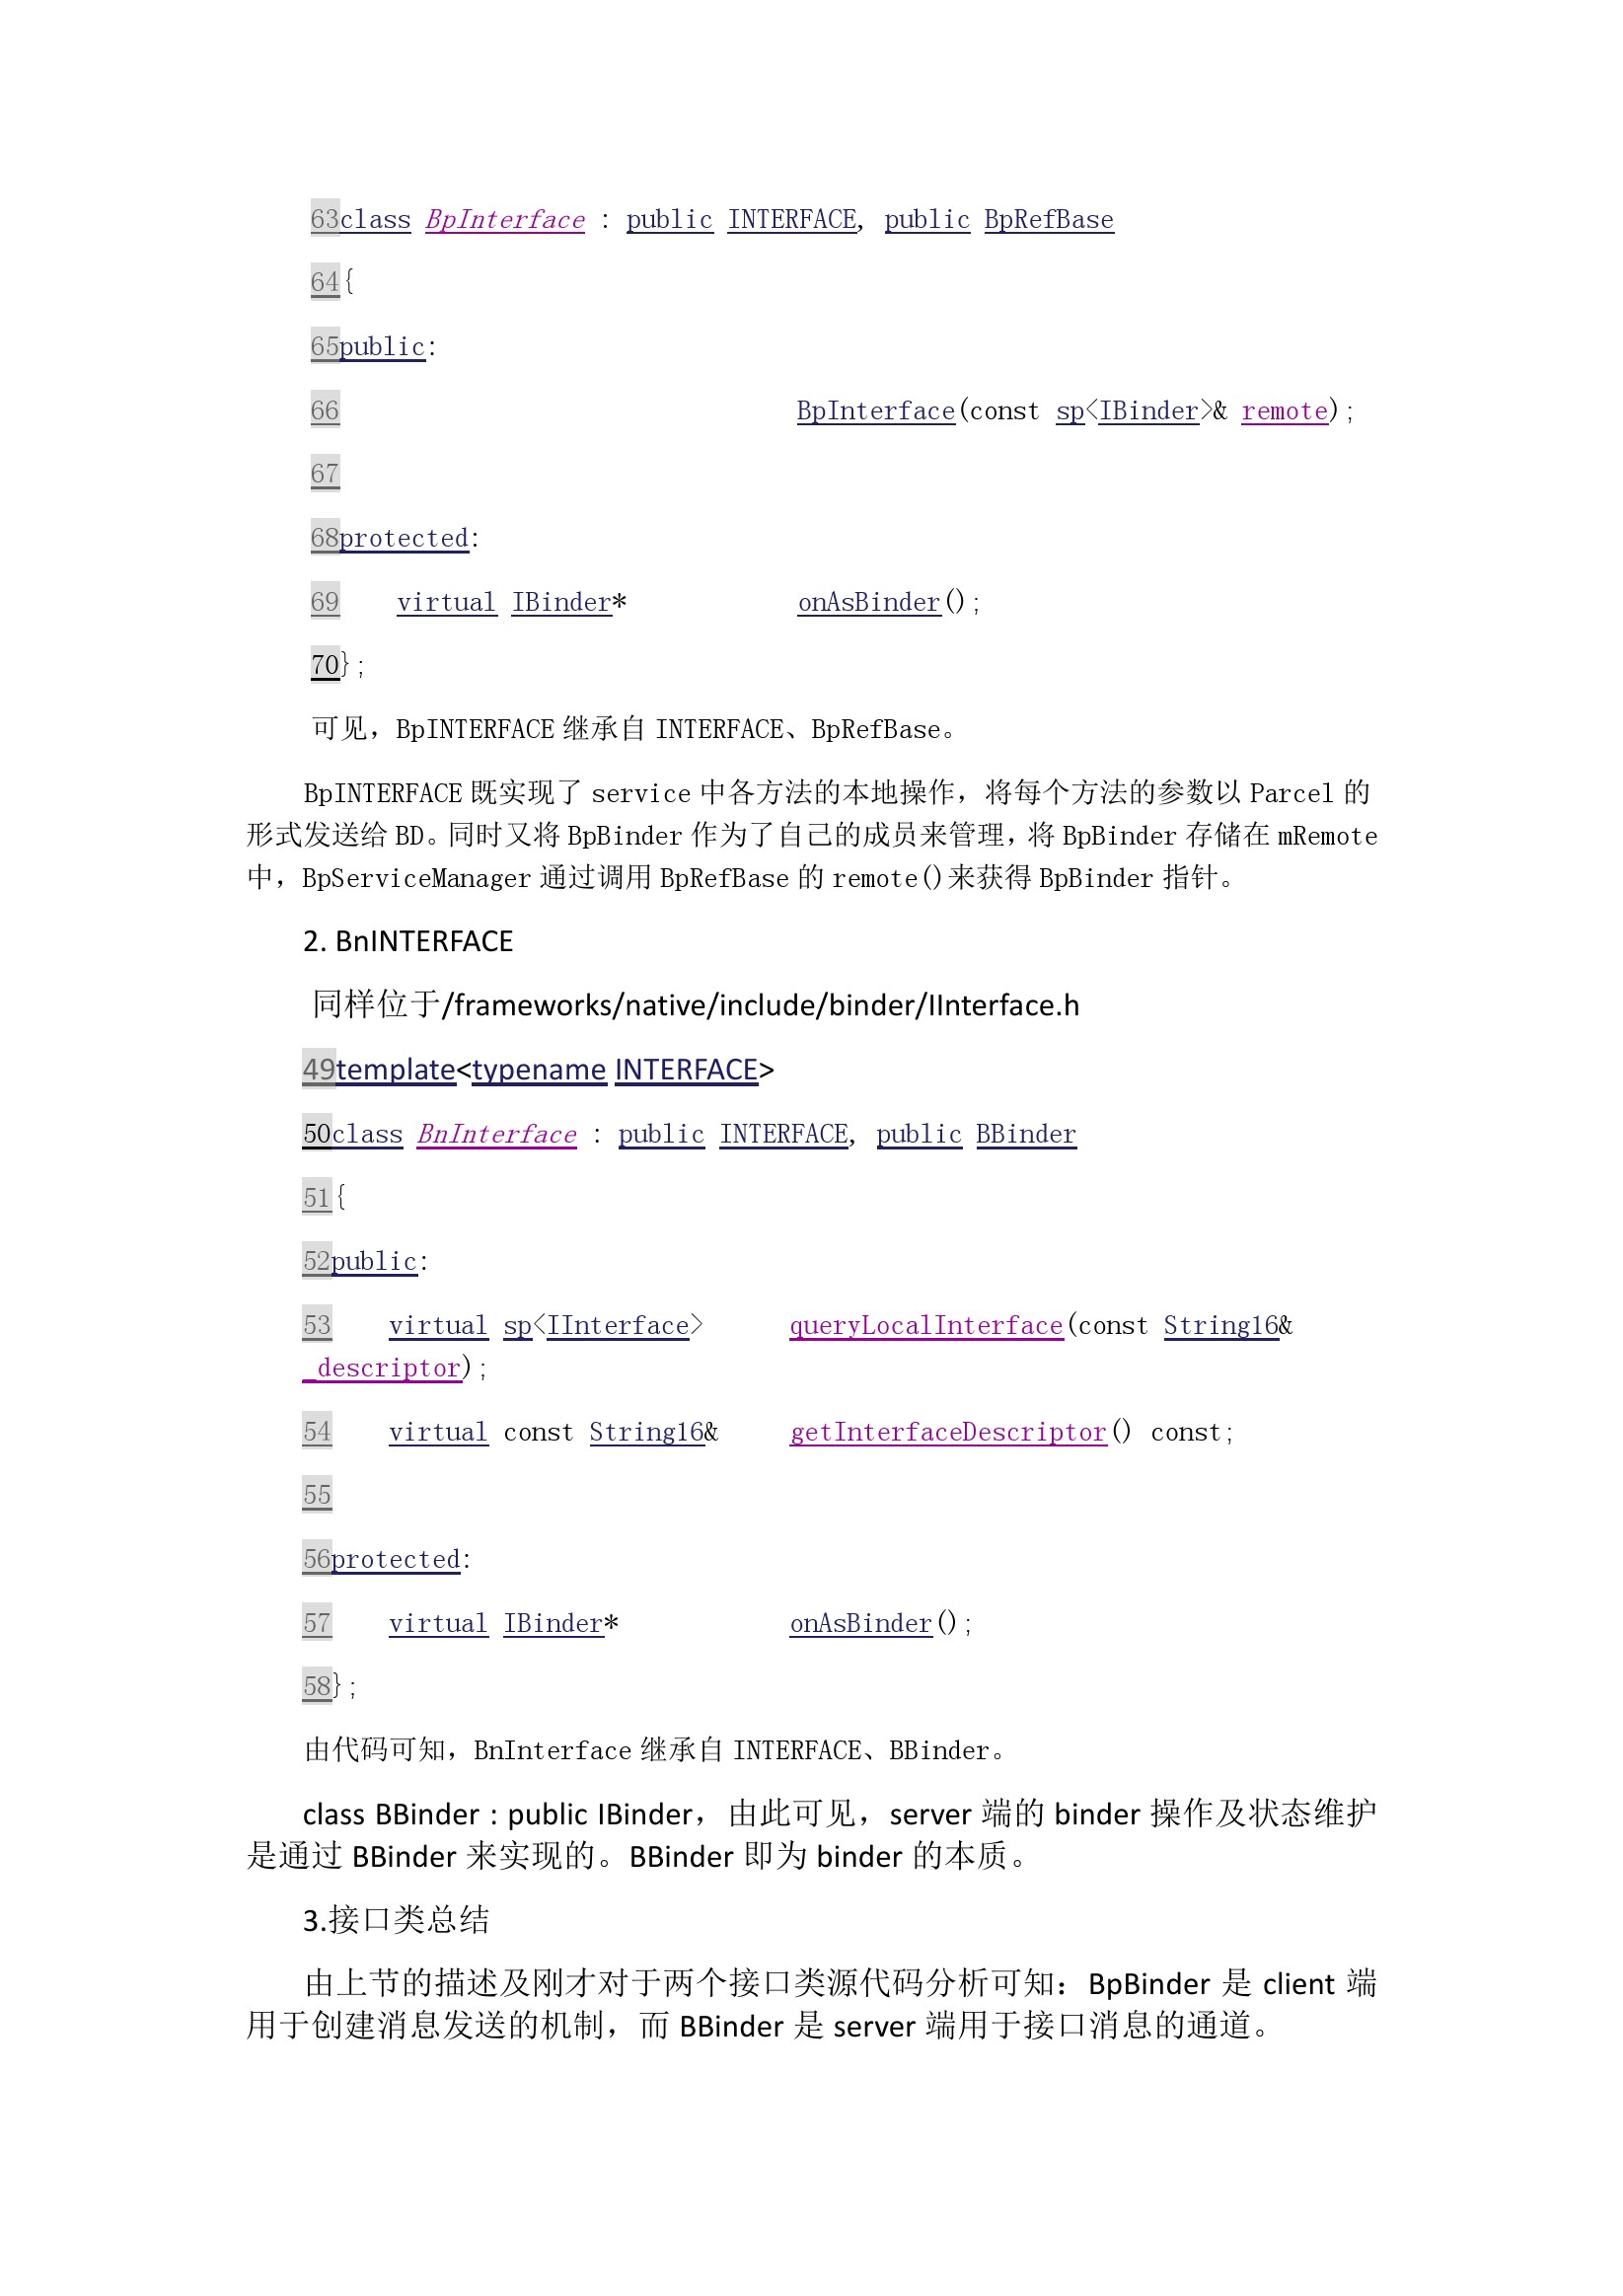 63class BpInterface : public INTERFACE, public BpRefBase
64{
65public:
66                                BpInterface(const sp<IBinder>& remote);
67
68protected:
69    virtual IBinder*            onAsBinder();
70};
可见，BpINTERFACE 继承自 INTERFACE、BpRefBase。
BpINTERFACE 既实现了 service 中各方法的本地操作，将每个方法的参数以 Parcel 的
形式发送给 BD。同时又将 BpBinder 作为了自己的成员来管理，将 BpBinder 存储在 mRemote
中，BpServiceManager 通过调用 BpRefBase 的 remote()来获得 BpBinder 指针。
2. BnINTERFACE
同样位于/frameworks/native/include/binder/IInterface.h
49template<typename INTERFACE>
50class BnInterface : public INTERFACE, public BBinder
51{
52public:
53    virtual sp<IInterface>      queryLocalInterface(const String16&
_descriptor);
54    virtual const String16&     getInterfaceDescriptor() const;
55
56protected:
57    virtual IBinder*            onAsBinder();
58};
由代码可知，BnInterface 继承自 INTERFACE、BBinder。
class BBinder : public IBinder，由此可见，server 端的 binder 操作及状态维护
是通过 BBinder 来实现的。BBinder 即为 binder 的本质。
3.接口类总结
由上节的描述及刚才对于两个接口类源代码分析可知：BpBinder 是 client 端
用于创建消息发送的机制，而 BBinder 是 server 端用于接口消息的通道。